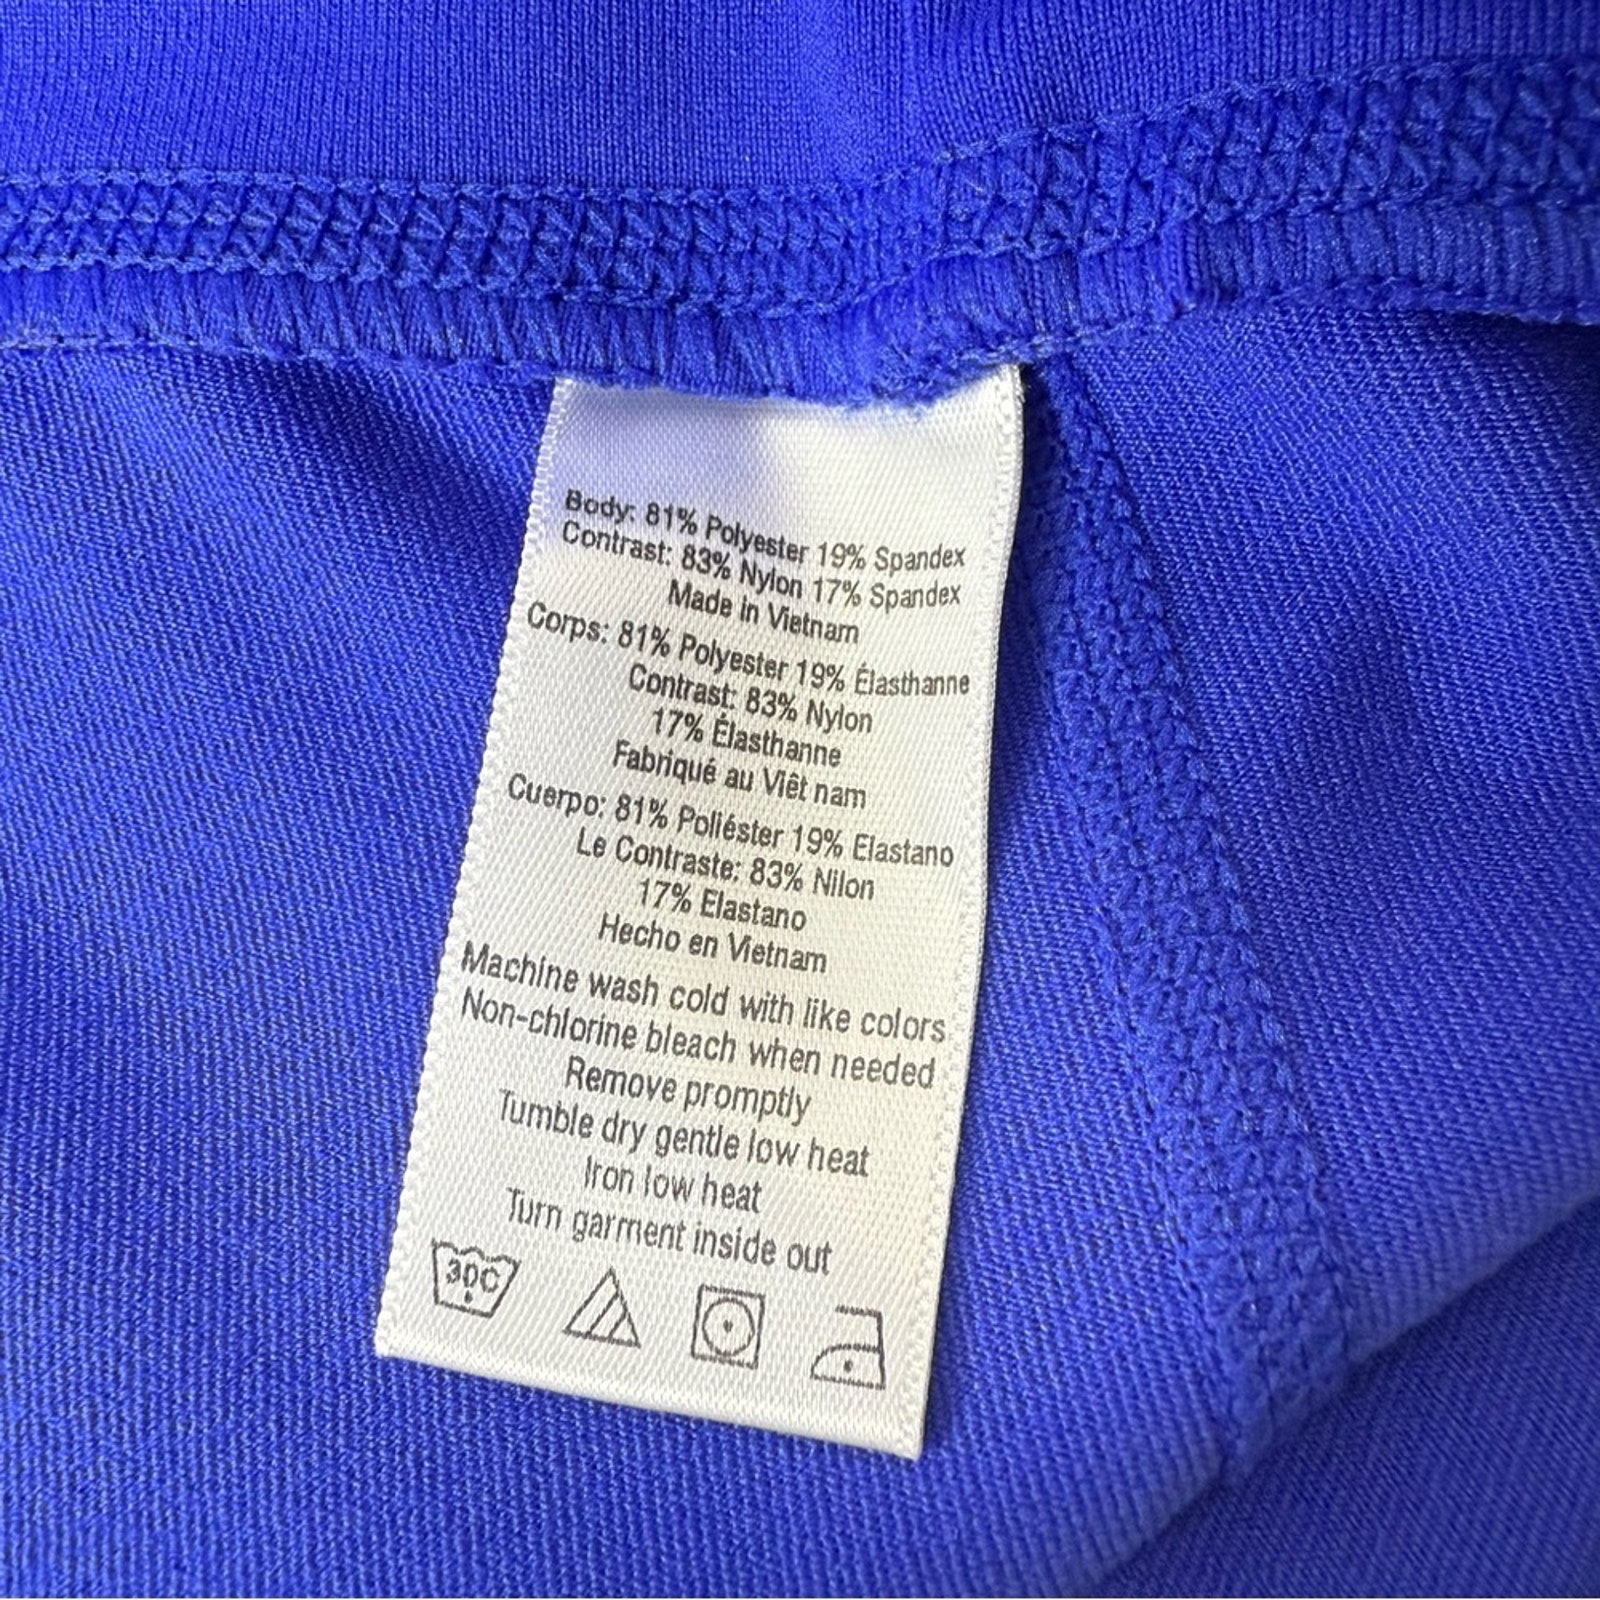 Body: 81% Polyester 19% Spandex
Contrast: 83% Nylon 17% Spandex
Made in Vietnam
Corps: 81% Polyester 19% Élasthanne
Contrast: 83% Nylon
17% Élasthanne
Fabriqué au Viêt nam
Cuerpo: 81% Poliéster 19% Elastano
Le Contraste: 83% Nilon
17% Elastano
Hecho en Vietnam
Machine wash cold with like colors
Non-chlorine bleach when needed
Remove promptly
Tumble dry gentle low heat
Iron low heat
Turn garment inside out
30C